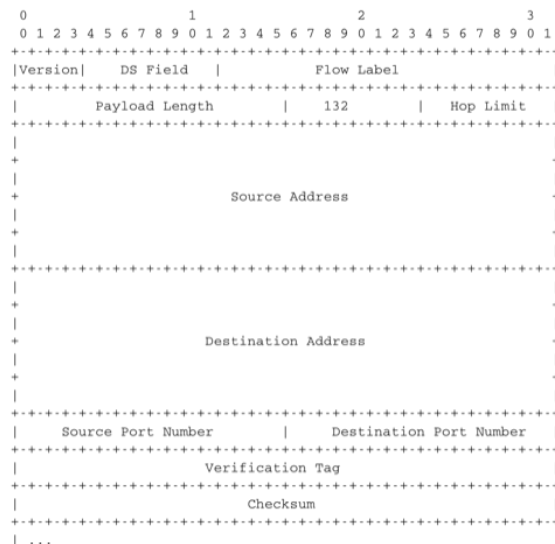 0 1 2 3
0 1 2 3 4 5 6 7 8 9 0 1 2 3 4 5 6 7 8 9 0 1 2 3 4 5 6 7 8 9 0 1
+-+-+-+-+-+-+-+-+-+-+-+-+-+-+-+-+-+-+-+-+-+-+-+-+-+-+-+-+-+-+-+-
|Version| DS Field | Flow Label
+-+-+-+-+-+-+-+-+-+-+-+-+-+-+-+-+-+-+-+-+-+-+-+-+-+-+-+-+-+-+-+-
| Payload Length | 132 | Hop Limit
+-+-+-+-+-+-+-+-+-+-+-+-+-+-+-+-+-+-+-+-+-+-+-+-+-+-+-+-+-+-+-+-
|
+
|
+ Source Address
|
+
|
+-+-+-+-+-+-+-+-+-+-+-+-+-+-+-+-+-+-+-+-+-+-+-+-+-+-+-+-+-+-+-+-
|
+
|
+ Destination Address
|
+
|
+-+-+-+-+-+-+-+-+-+-+-+-+-+-+-+-+-+-+-+-+-+-+-+-+-+-+-+-+-+-+-+-
| Source Port Number | Destination Port Number
+-+-+-+-+-+-+-+-+-+-+-+-+-+-+-+-+-+-+-+-+-+-+-+-+-+-+-+-+-+-+-+-
| Verification Tag
+-+-+-+-+-+-+-+-+-+-+-+-+-+-+-+-+-+-+-+-+-+-+-+-+-+-+-+-+-+-+-+-
| Checksum
+-+-+-+-+-+-+-+-+-+-+-+-+-+-+-+-+-+-+-+-+-+-+-+-+-+-+-+-+-+-+-+-
| ...